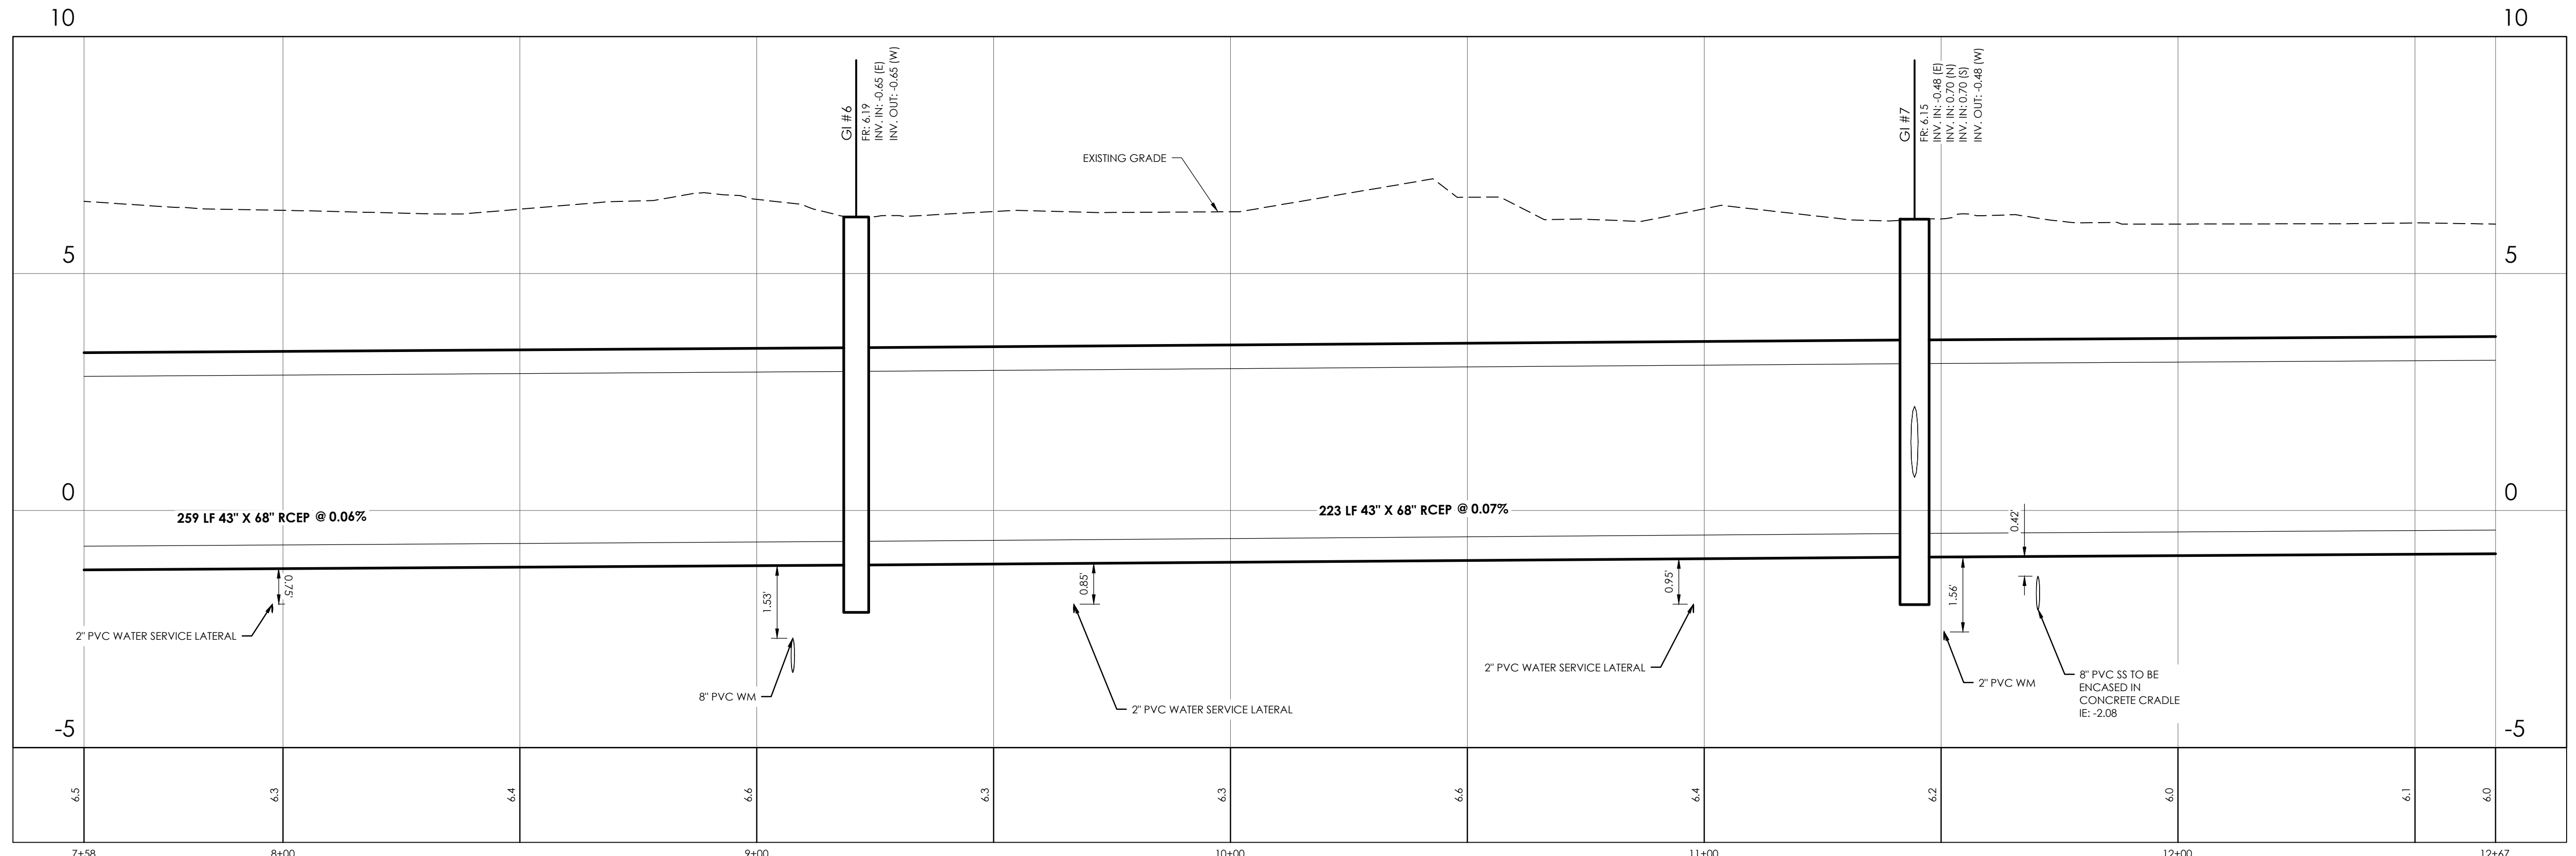 10
10
GI #6
FR: 6.19
INV. IN: -0.65 (E)
INV. OUT: -0.65 (W)
GI #7
FR: 6.15
INV. IN: -0.48 (E)
INV. IN: 0.70 (N)
INV. IN: 0.70 (S)
INV. OUT: -0.48 (W)
EXISTING GRADE
5
5
0
0
259 LF 43" X 68" RCEP @ 0.06%
223 LF 43" X 68" RCEP @ 0.07%
0.42'
0.75'
1.53'
0.85'
0.95'
1.56'
2" PVC WATER SERVICE LATERAL
8" PVC WM
2" PVC WATER SERVICE LATERAL
2" PVC WATER SERVICE LATERAL
2" PVC WM
8" PVC SS TO BE
ENCASED IN
CONCRETE CRADLE
IE: -2.08
-5
-5
6.5
6.3
6.4
6.6
6.3
6.3
6.6
6.4
6.2
6.0
6.1
6.0
7+58
8+00
9+00
10+00
11+00
12+00
12+67